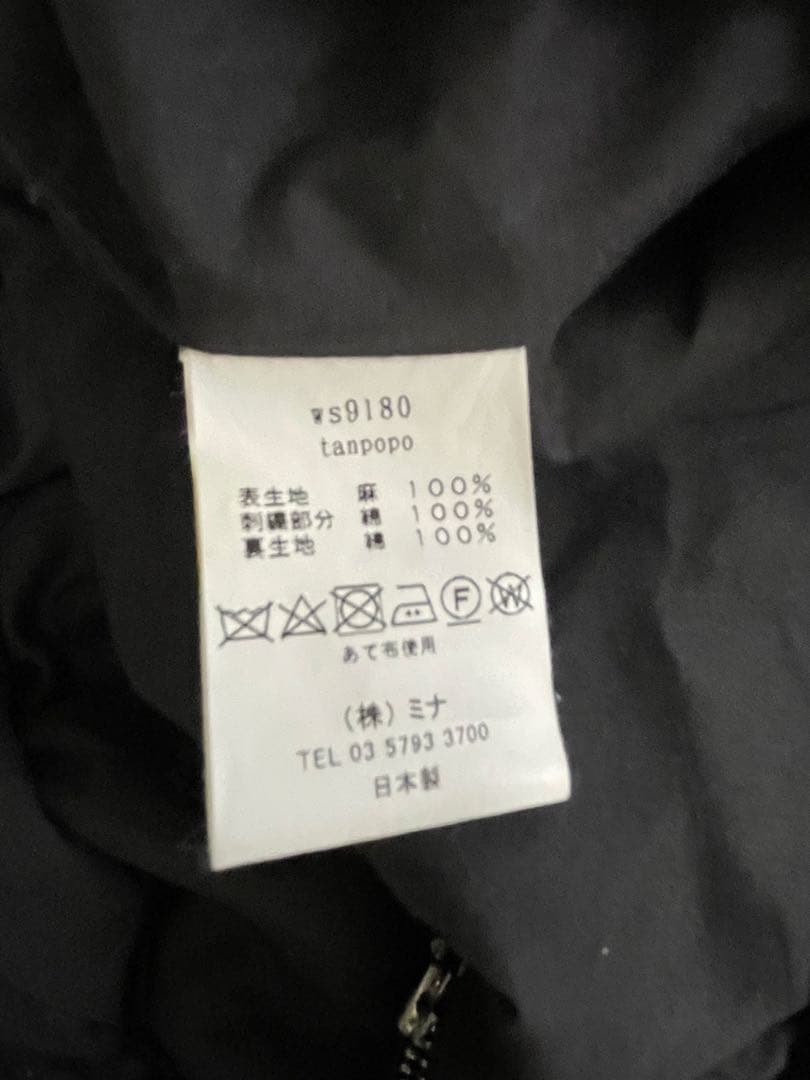 ws9180
tanpopo
表生地 麻 100%
刺繍部分 綿 100%
裏生地 綿 100%
F W
あて布使用
(株)ミナ
TEL 03 5793 3700
日本製